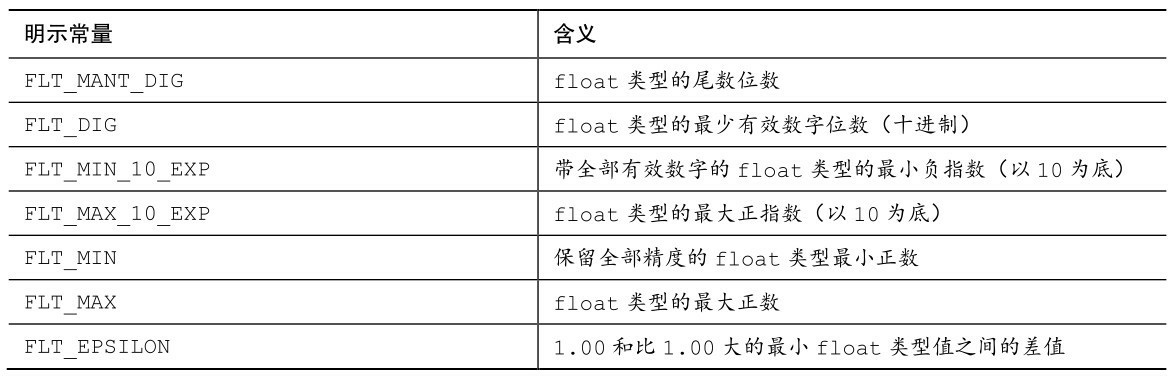 明示常量 含义
FLT_MANT_DIG float 类型的尾数位数
FLT_DIG float 类型的最少有效数字位数（十进制）
FLT_MIN_10_EXP 带全部有效数字的 float 类型的最小负指数（以 10 为底）
FLT_MAX_10_EXP float 类型的最大正指数（以 10 为底）
FLT_MIN 保留全部精度的 float 类型最小正数
FLT_MAX float 类型的最大正数
FLT_EPSILON 1.00 和比 1.00 大的最小 float 类型值之间的差值